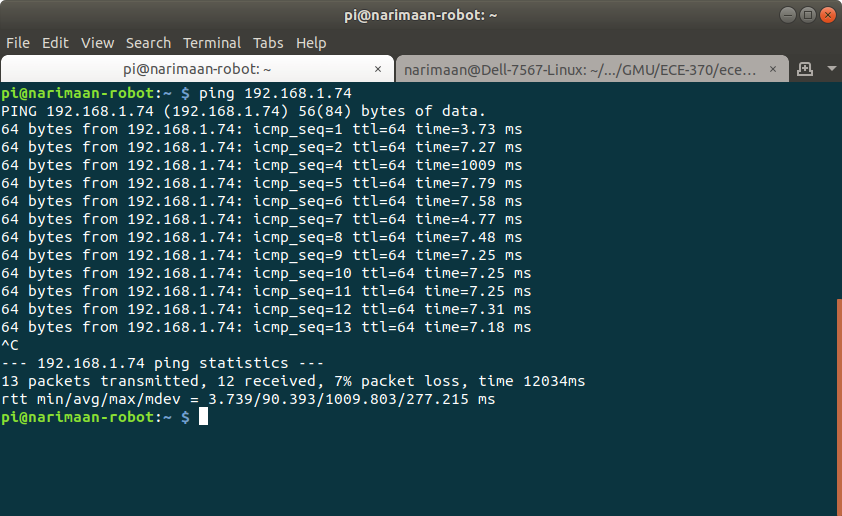 pi@narimaan-robot: ~
File Edit View Search Terminal Tabs Help
pi@narimaan-robot: ~ × narimaan@Dell-7567-Linux: ~/.../GMU/ECE-370/ece... ×
pi@narimaan-robot:~ $ ping 192.168.1.74
PING 192.168.1.74 (192.168.1.74) 56(84) bytes of data.
64 bytes from 192.168.1.74: icmp_seq=1 ttl=64 time=3.73 ms
64 bytes from 192.168.1.74: icmp_seq=2 ttl=64 time=7.27 ms
64 bytes from 192.168.1.74: icmp_seq=4 ttl=64 time=1009 ms
64 bytes from 192.168.1.74: icmp_seq=5 ttl=64 time=7.79 ms
64 bytes from 192.168.1.74: icmp_seq=6 ttl=64 time=7.58 ms
64 bytes from 192.168.1.74: icmp_seq=7 ttl=64 time=4.77 ms
64 bytes from 192.168.1.74: icmp_seq=8 ttl=64 time=7.48 ms
64 bytes from 192.168.1.74: icmp_seq=9 ttl=64 time=7.25 ms
64 bytes from 192.168.1.74: icmp_seq=10 ttl=64 time=7.25 ms
64 bytes from 192.168.1.74: icmp_seq=11 ttl=64 time=7.25 ms
64 bytes from 192.168.1.74: icmp_seq=12 ttl=64 time=7.31 ms
64 bytes from 192.168.1.74: icmp_seq=13 ttl=64 time=7.18 ms
^C
--- 192.168.1.74 ping statistics ---
13 packets transmitted, 12 received, 7% packet loss, time 12034ms
rtt min/avg/max/mdev = 3.739/90.393/1009.803/277.215 ms
pi@narimaan-robot:~ $